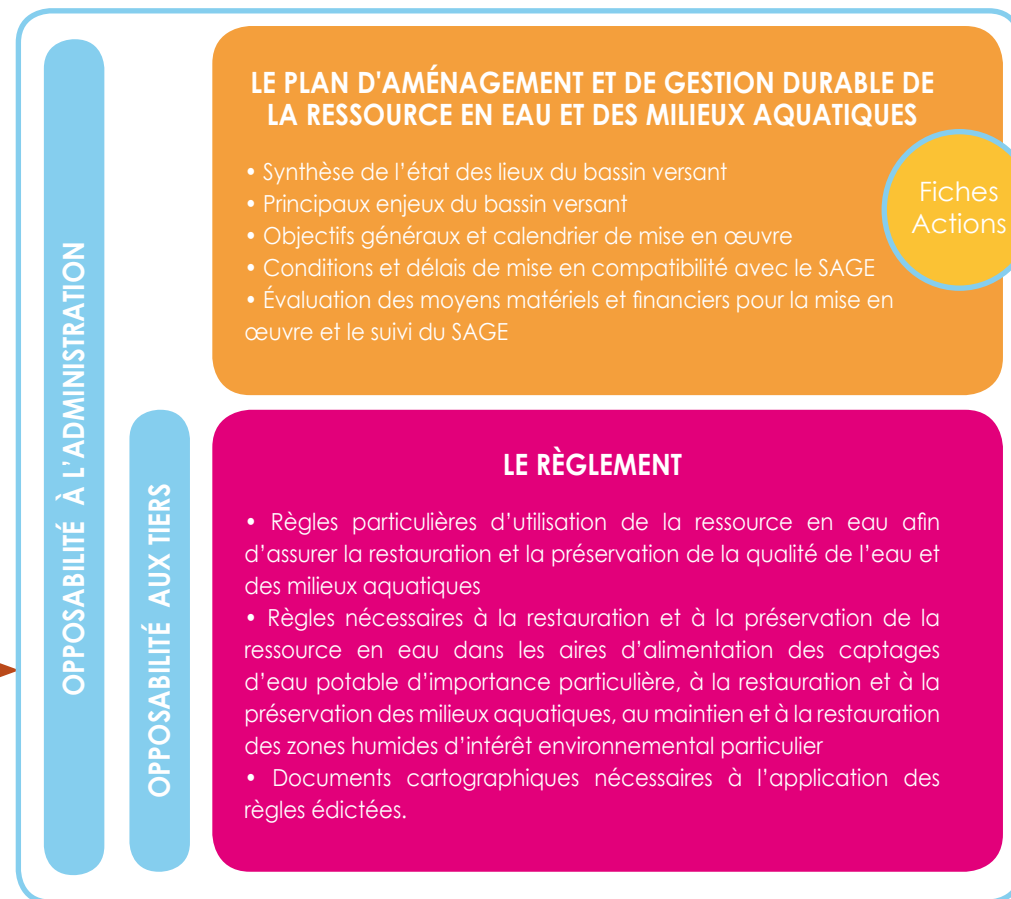 OPPOSABILITÉ À L'ADMINISTRATION
OPPOSABILITÉ AUX TIERS
LE PLAN D'AMÉNAGEMENT ET DE GESTION DURABLE DE
LA RESSOURCE EN EAU ET DES MILIEUX AQUATIQUES
• Synthèse de l’état des lieux du bassin versant
• Principaux enjeux du bassin versant
• Objectifs généraux et calendrier de mise en œuvre
• Conditions et délais de mise en compatibilité avec le SAGE
• Évaluation des moyens matériels et financiers pour la mise en
œuvre et le suivi du SAGE
Fiches
Actions
LE RÈGLEMENT
• Règles particulières d’utilisation de la ressource en eau afin
d’assurer la restauration et la préservation de la qualité de l’eau et
des milieux aquatiques
• Règles nécessaires à la restauration et à la préservation de la
ressource en eau dans les aires d’alimentation des captages
d’eau potable d’importance particulière, à la restauration et à la
préservation des milieux aquatiques, au maintien et à la restauration
des zones humides d’intérêt environnemental particulier
• Documents cartographiques nécessaires à l’application des
règles édictées.